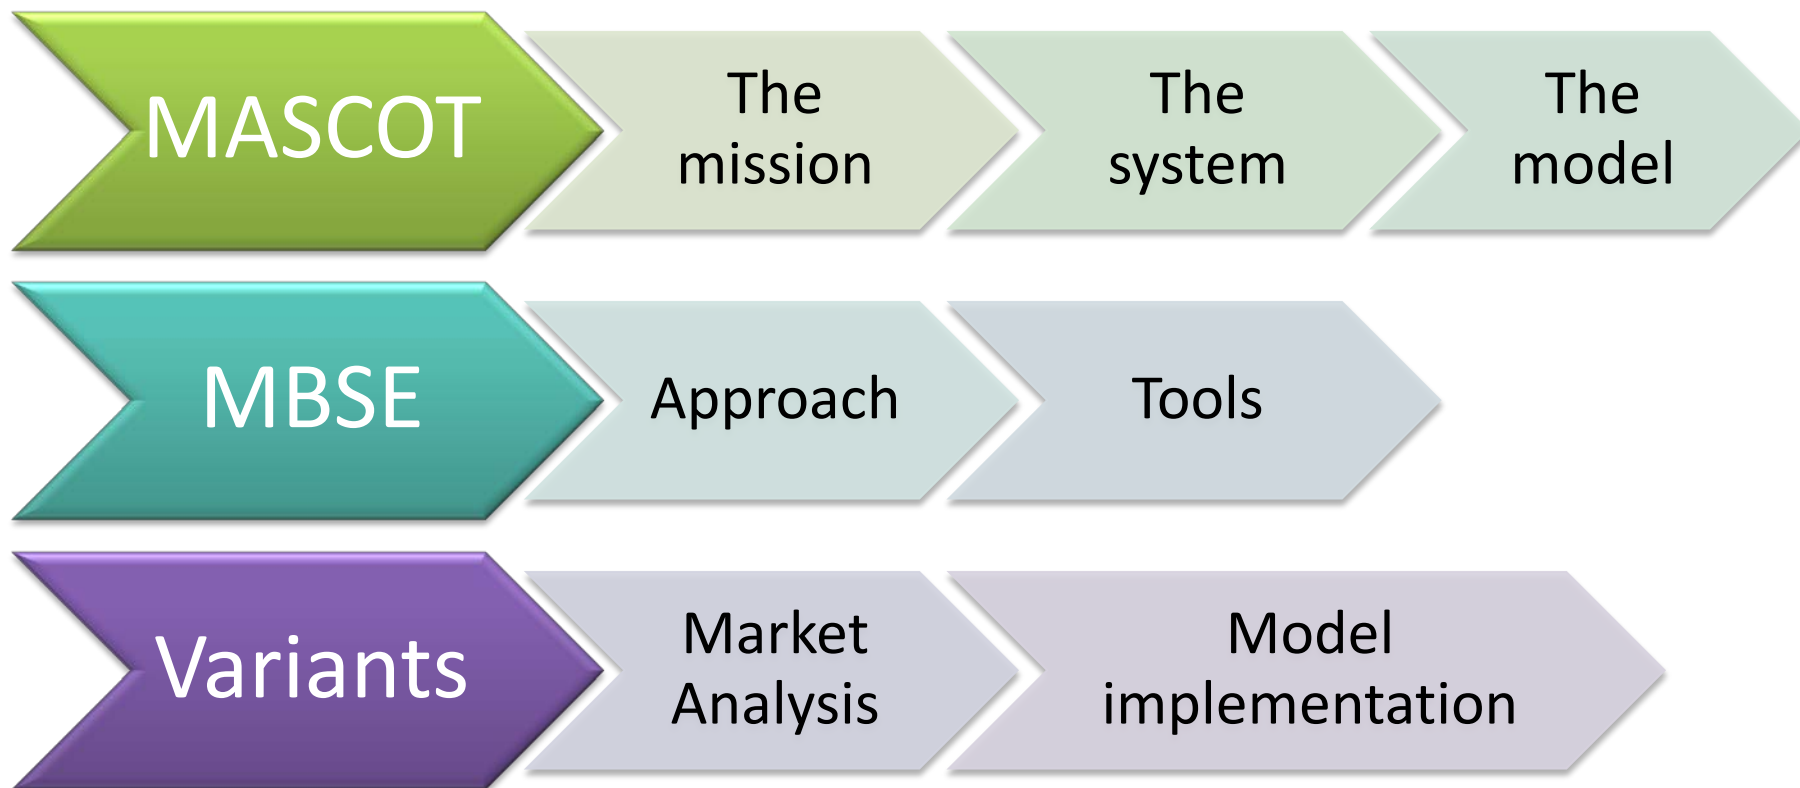 MASCOT
The
mission
The
system
The
model
MBSE
Approach
Tools
Variants
Market
Analysis
Model
implementation